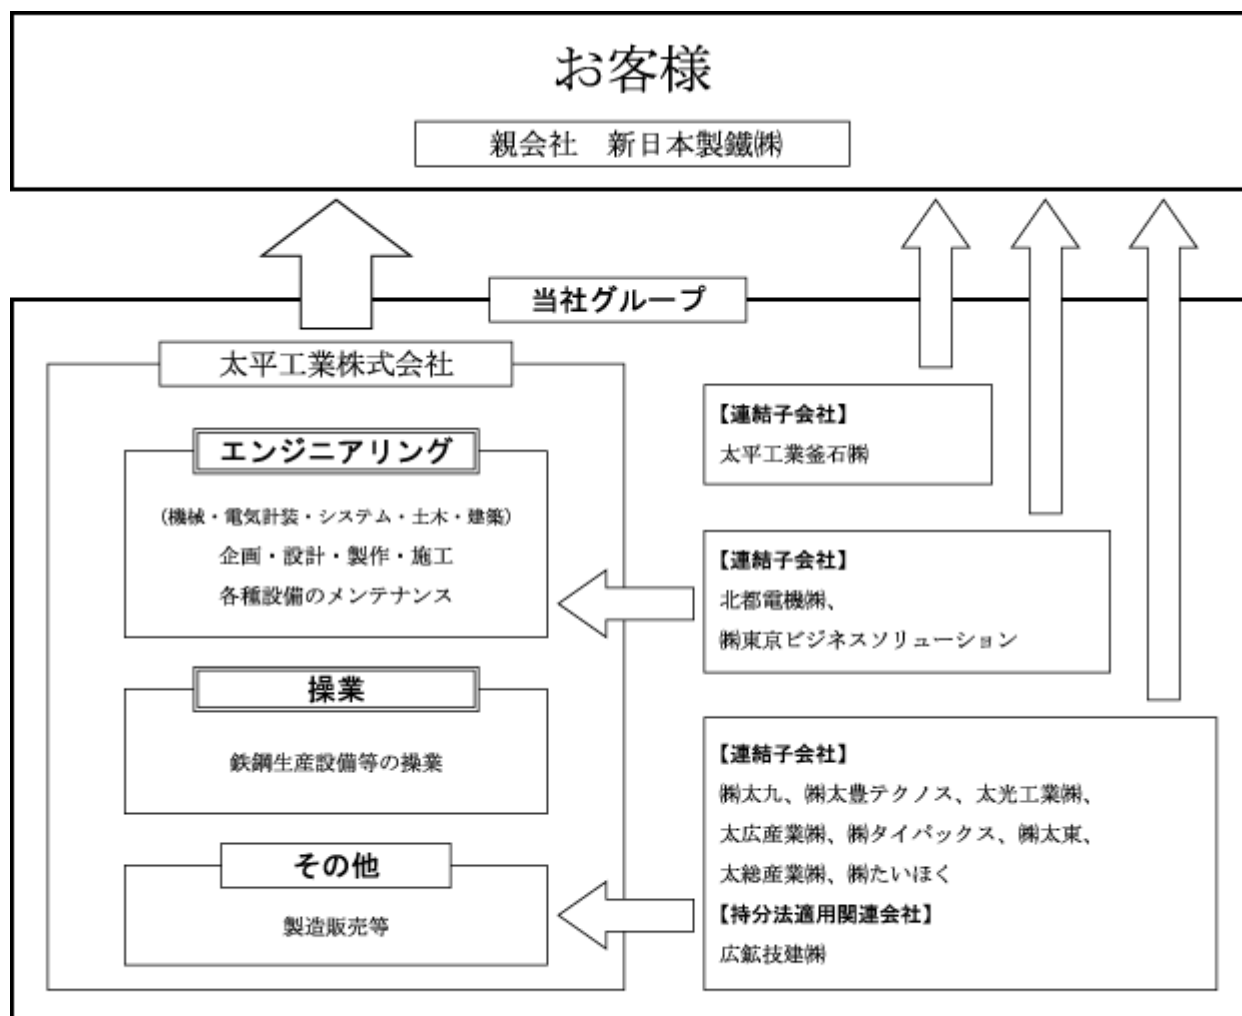 お客様
親会社　新日本製鐵㈱
当社グループ
太平工業株式会社
エンジニアリング
（機械・電気計装・システム・土木・建築）
企画・設計・製作・施工
各種設備のメンテナンス
操業
鉄鋼生産設備等の操業
その他
製造販売等
【連結子会社】
太平工業釜石㈱
【連結子会社】
北都電機㈱、
㈱東京ビジネスソリューション
【連結子会社】
㈱太九、㈱太豊テクノス、太光工業㈱、
太広産業㈱、㈱タイパックス、㈱太東、
太総産業㈱、㈱たいほく
【持分法適用関連会社】
広鉱技建㈱